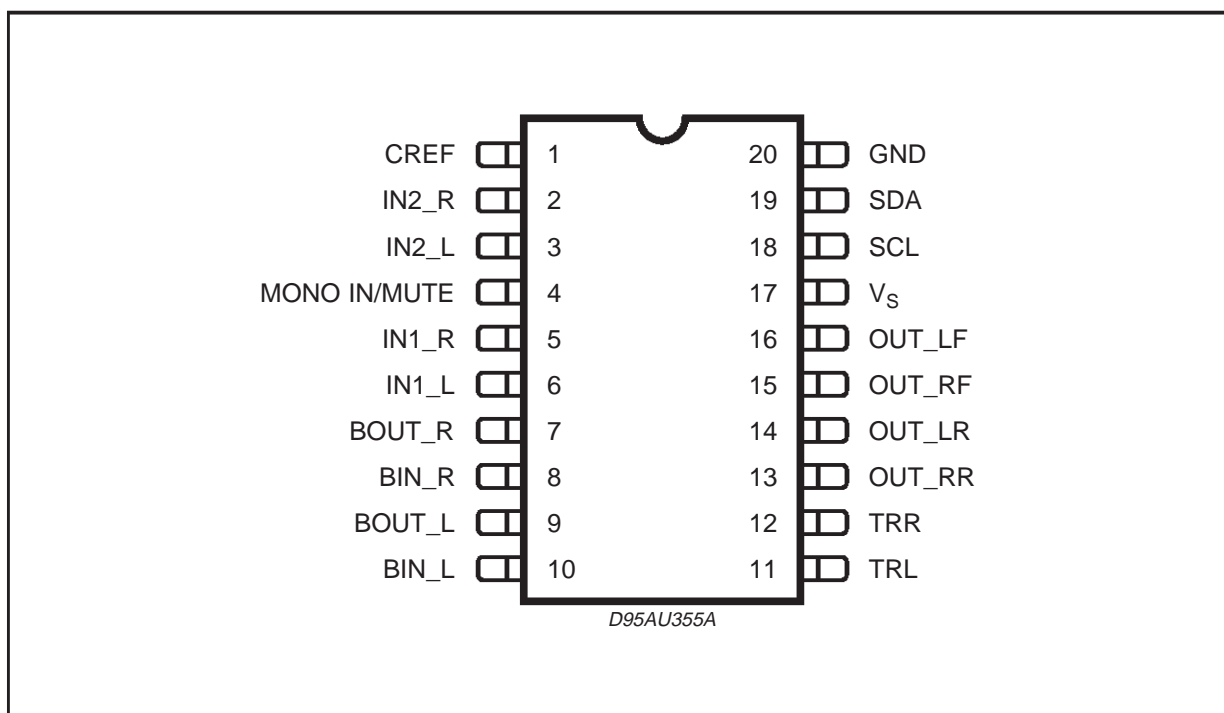 CREF 1 20 GND
IN2_R 2 19 SDA
IN2_L 3 18 SCL
MONO IN/MUTE 4 17 VS
IN1_R 5 16 OUT_LF
IN1_L 6 15 OUT_RF
BOUT_R 7 14 OUT_LR
BIN_R 8 13 OUT_RR
BOUT_L 9 12 TRR
BIN_L 10 11 TRL
D95AU355A